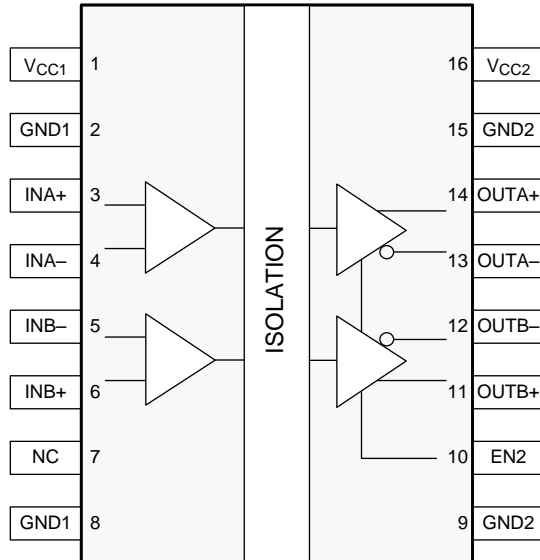 VCC1 1 16 VCC2
GND1 2 15 GND2
INA+ 3 14 OUTA+
INA– 4 13 OUTA–
ISOLATION
INB– 5 12 OUTB–
INB+ 6 11 OUTB+
NC 7 10 EN2
GND1 8 9 GND2